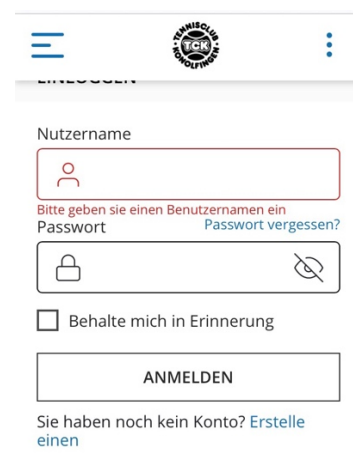 TENNISCLUB
TCK
KONOLFINGEN
EINLOGGEN
Nutzername
Bitte geben sie einen Benutzernamen ein
Passwort
Passwort vergessen?
Behalte mich in Erinnerung
ANMELDEN
Sie haben noch kein Konto? Erstelle
einen